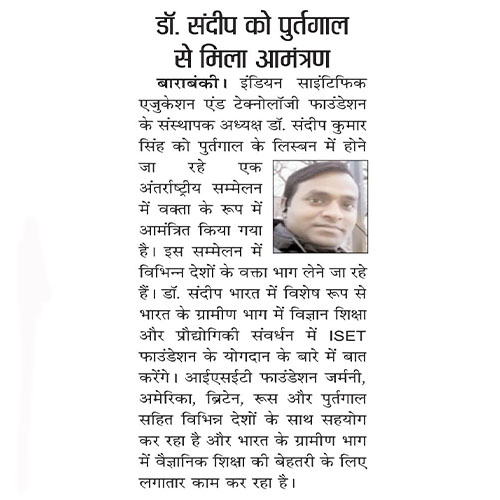 डॉ. संदीप को पुर्तगाल
से मिला आमंत्रण
बाराबंकी। इंडियन साइंटिफिक
एजुकेशन एंड टेक्नोलॉजी फाउंडेशन
के संस्थापक अध्यक्ष डॉ. संदीप कुमार
सिंह को पुर्तगाल के लिस्बन में होने
जा रहे एक
अंतर्राष्ट्रीय सम्मेलन
में वक्ता के रूप में
आमंत्रित किया गया
है। इस सम्मेलन में
विभिन्न देशों के वक्ता भाग लेने जा रहे
हैं। डॉ. संदीप भारत में विशेष रूप से
भारत के ग्रामीण भाग में विज्ञान शिक्षा
और प्रौद्योगिकी संवर्धन में ISET
फाउंडेशन के योगदान के बारे में बात
करेंगे। आईएसईटी फाउंडेशन जर्मनी,
अमेरिका, ब्रिटेन, रूस और पुर्तगाल
सहित विभिन्न देशों के साथ सहयोग
कर रहा है और भारत के ग्रामीण भाग
में वैज्ञानिक शिक्षा की बेहतरी के लिए
लगातार काम कर रहा है।